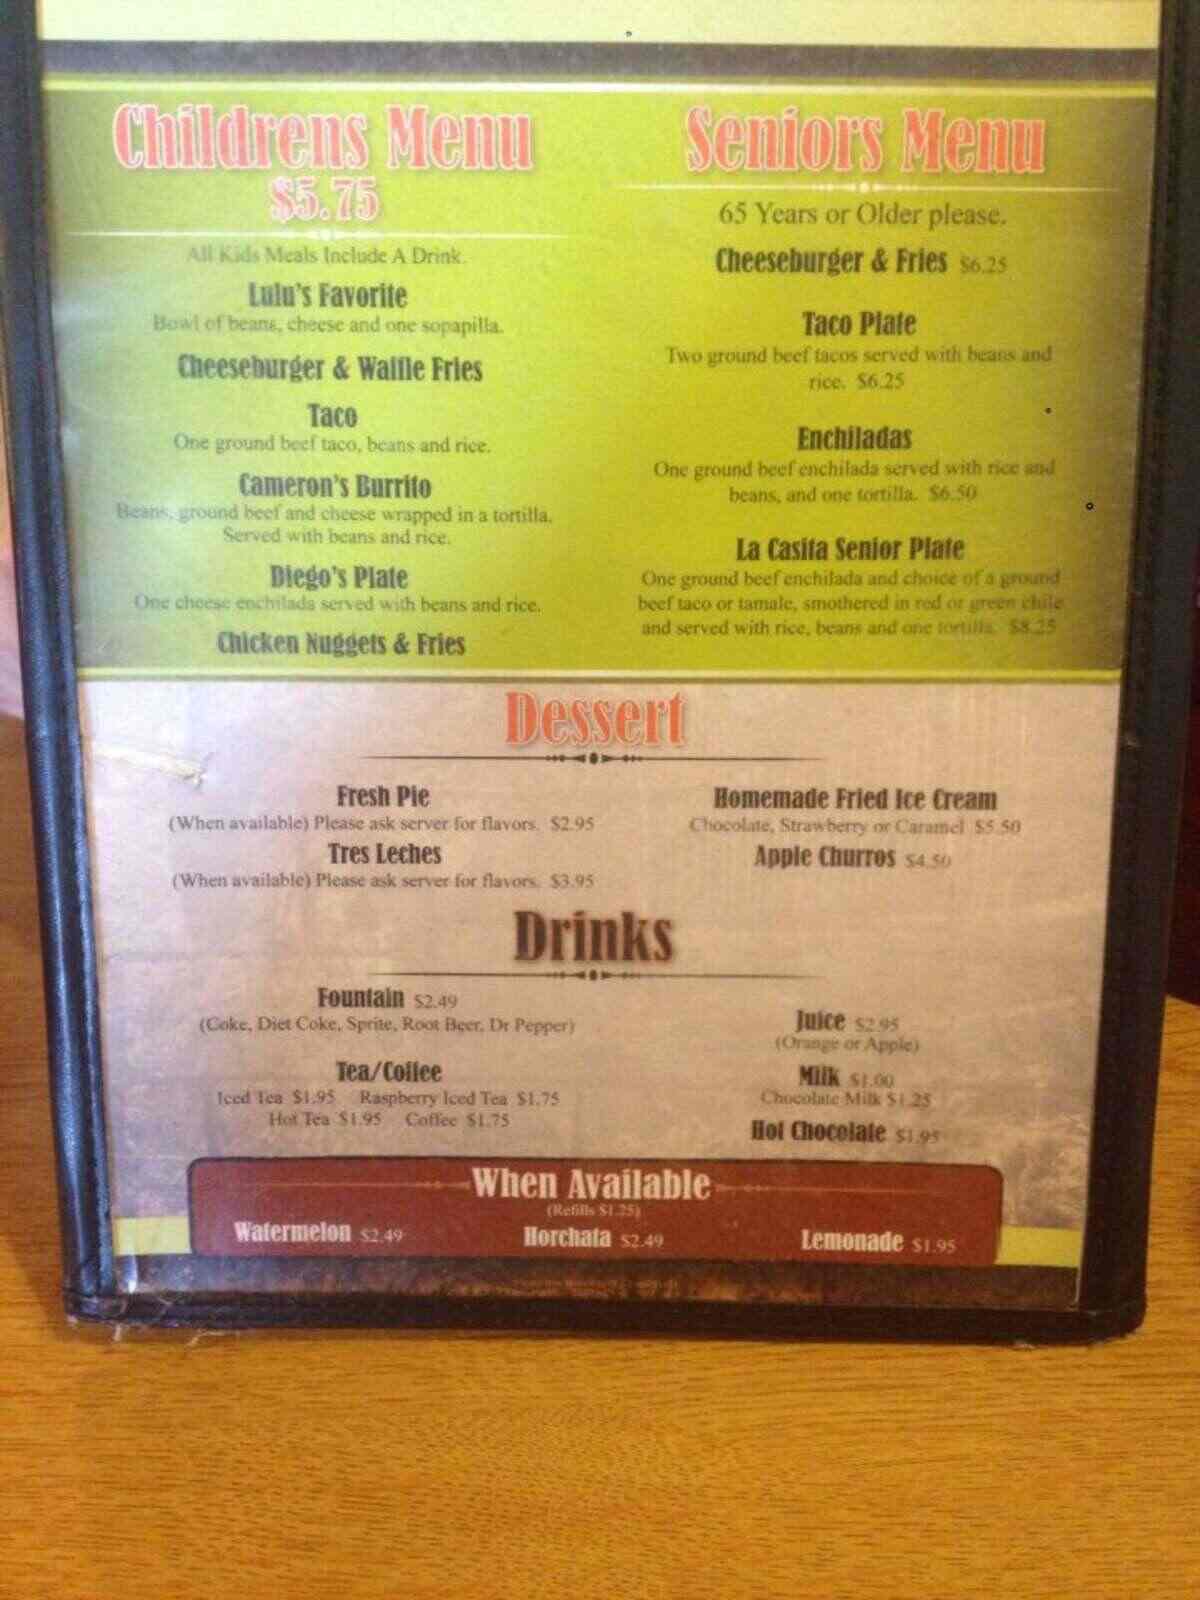 Childrens Menu
$5.75
All Kids Meals Include A Drink.
Lulu's Favorite
Bowl of beans, cheese and one sopapilla.
Cheeseburger & Waffle Fries
Taco
One ground beef taco, beans and rice.
Cameron's Burrito
Beans, ground beef and cheese wrapped in a tortilla.
Served with beans and rice.
Diego's Plate
One cheese enchilada served with beans and rice.
Chicken Nuggets & Fries
Seniors Menu
65 Years or Older please.
Cheeseburger & Fries $6.25
Taco Plate
Two ground beef tacos served with beans and
rice. $6.25
Enchiladas
One ground beef enchilada served with rice and
beans, and one tortilla. $6.50
La Casita Senior Plate
One ground beef enchilada and choice of a ground
beef taco or tamale, smothered in red or green chile
and served with rice, beans and one tortilla. $8.25
Dessert
Fresh Pie
(When available) Please ask server for flavors. $2.95
Tres Leches
(When available) Please ask server for flavors. $3.95
Homemade Fried Ice Cream
Chocolate, Strawberry or Caramel $5.50
Apple Churros $4.50
Drinks
Fountain $2.49
(Coke, Diet Coke, Sprite, Root Beer, Dr Pepper)
Tea/Coffee
Iced Tea $1.95 Raspberry Iced Tea $1.75
Hot Tea $1.95 Coffee $1.75
Juice $2.95
(Orange or Apple)
Milk $1.00
Chocolate Milk $1.25
Hot Chocolate $1.95
When Available
(Refills $1.25)
Watermelon $2.49 Horchata $2.49 Lemonade $1.95